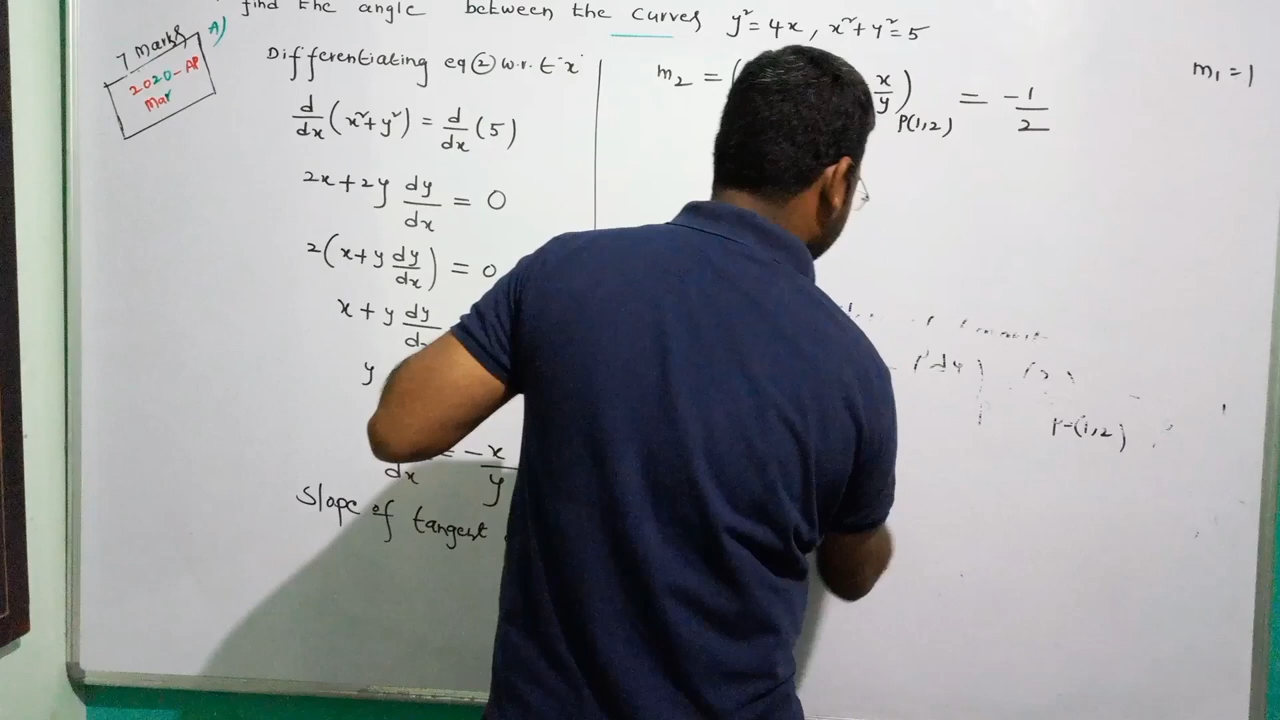 find the angle between the curves y² = 4x, x² + y² = 5
7 Marks
2020-AP
Mar
A)
Differentiating eq ② w.r.t 'x'
d/dx (x² + y²) = d/dx (5)
2x + 2y dy/dx = 0
2(x + y dy/dx) = 0
x + y dy/
y
dx = -x/y
Slope of tangent
m₂ = ( x/y) P(1,2) = -1/2
m₁ = 1
P=(1,2)